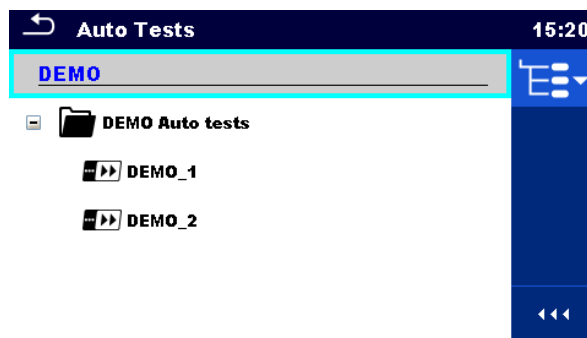 Auto Tests 15:20
DEMO
DEMO Auto tests
DEMO_1
DEMO_2